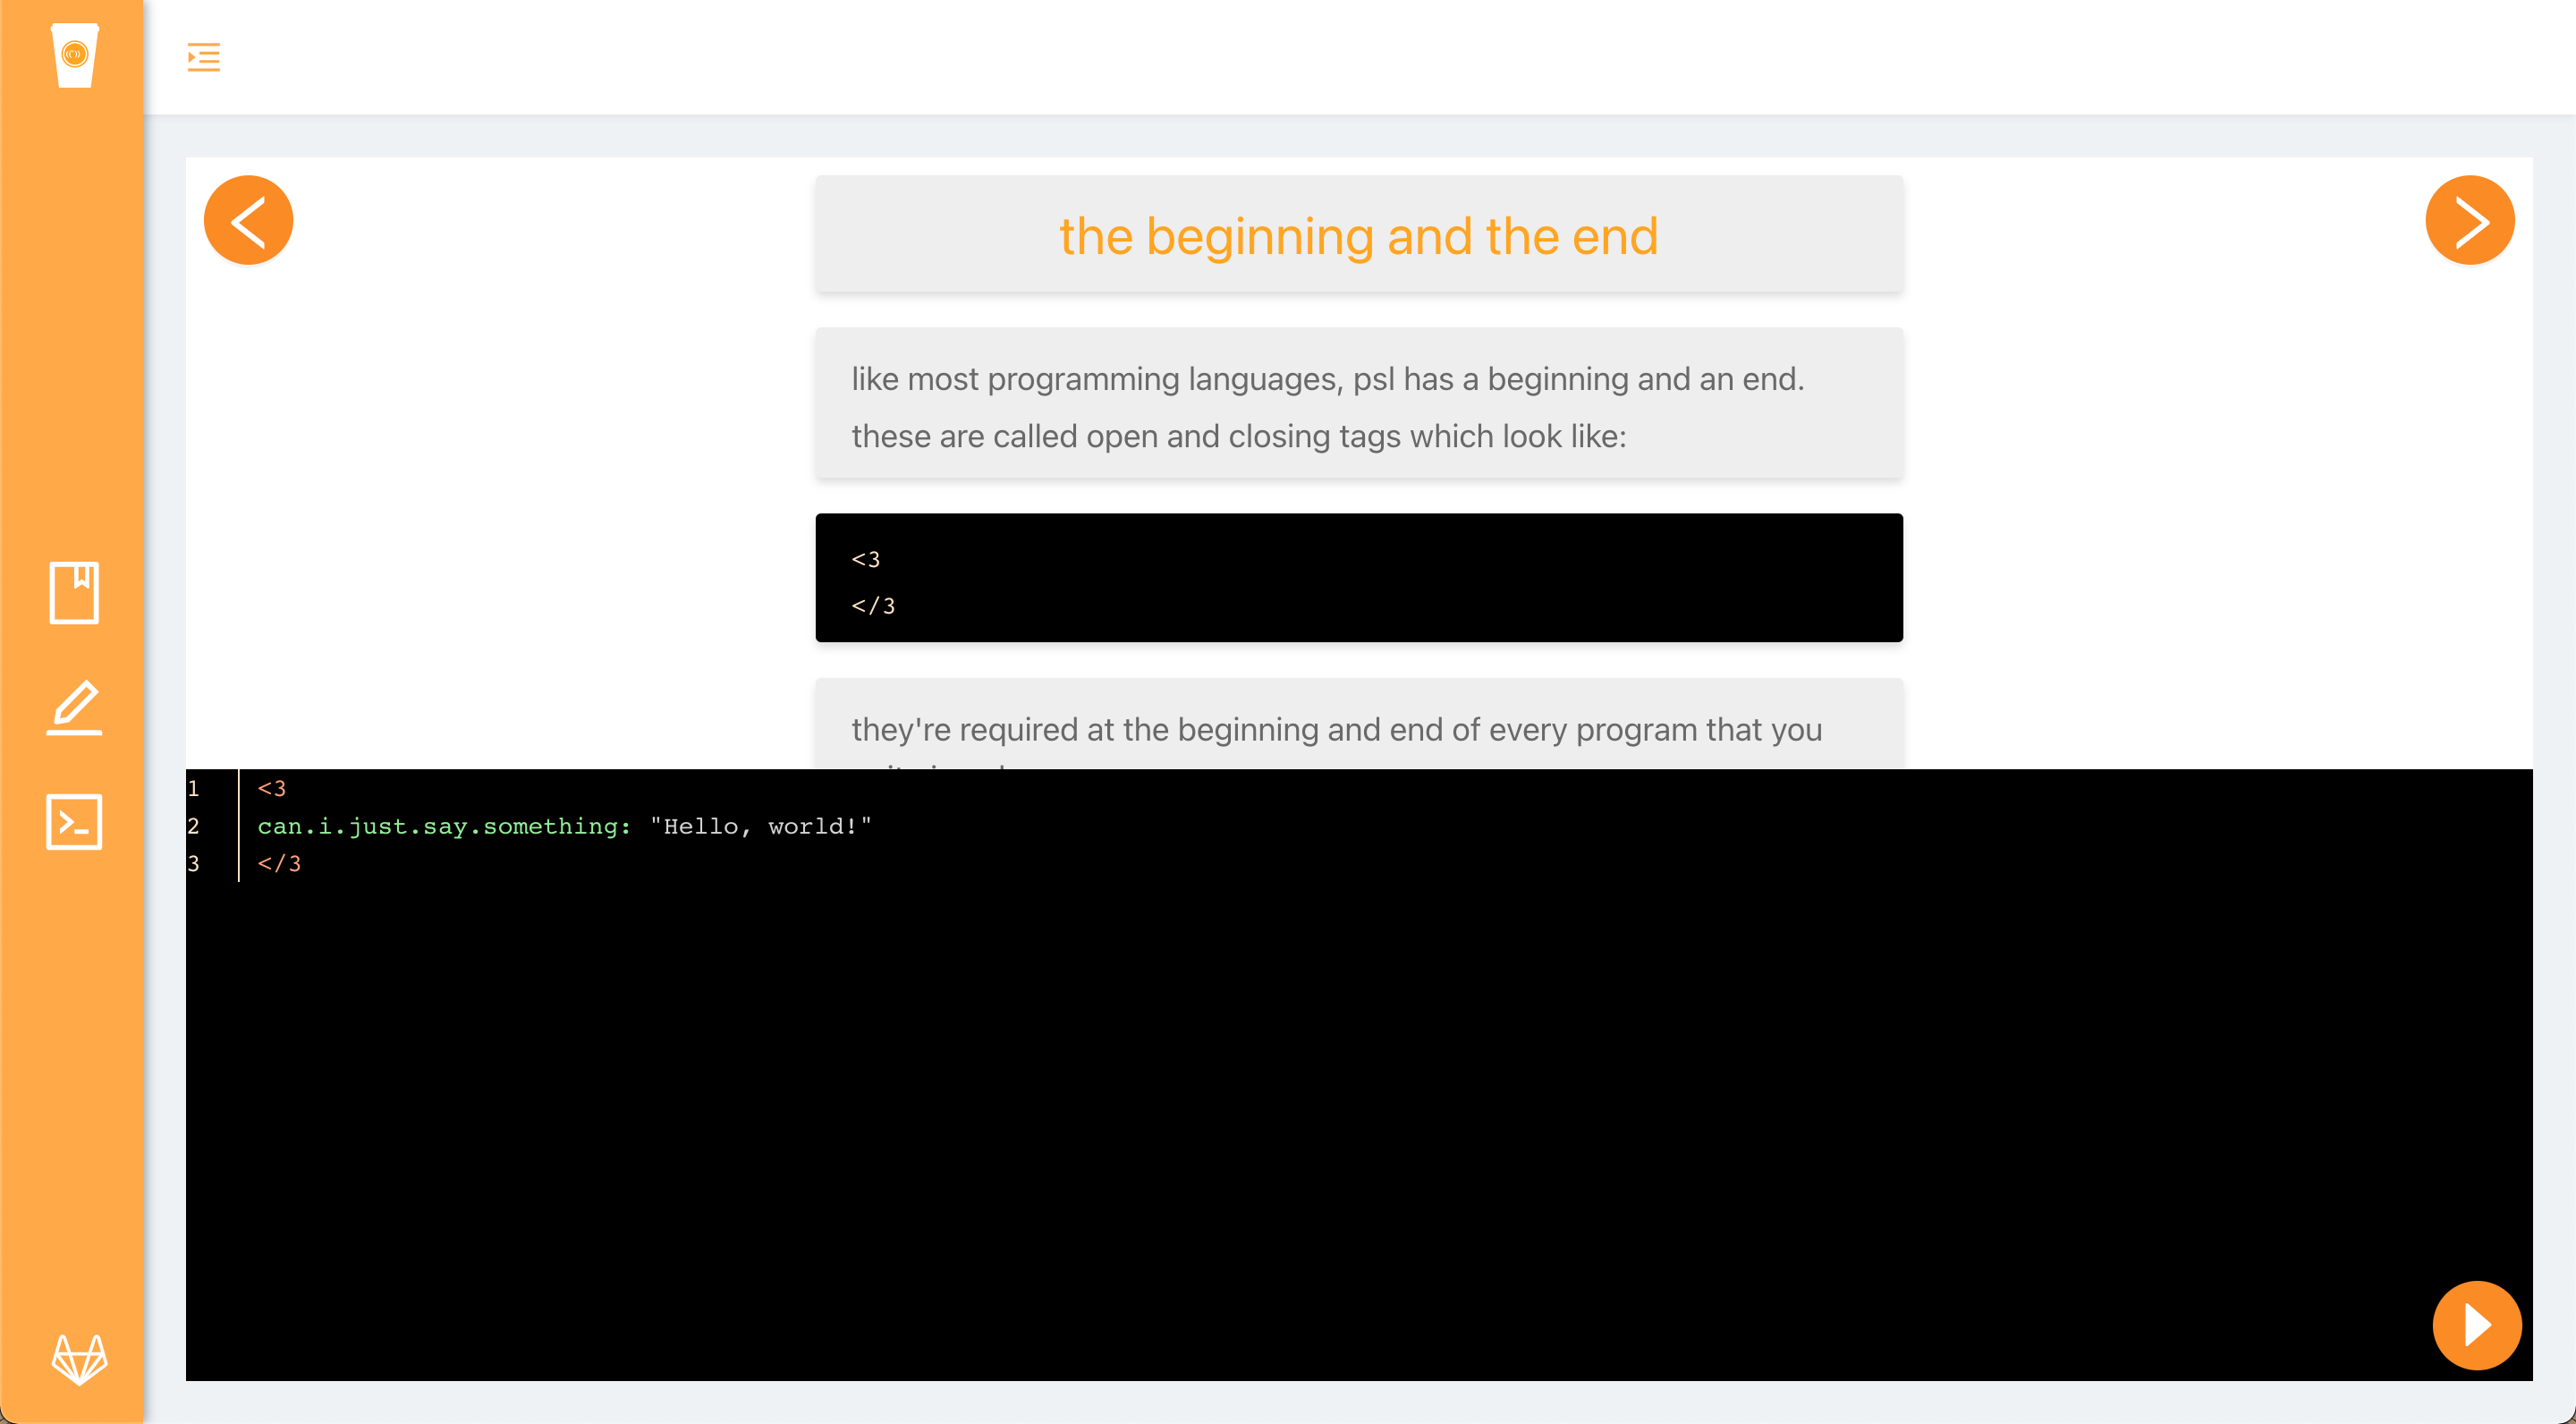 the beginning and the end
like most programming languages, psl has a beginning and an end.
these are called open and closing tags which look like:
<3
</3
they're required at the beginning and end of every program that you
1 <3
2 can.i.just.say.something: "Hello, world!"
3 </3